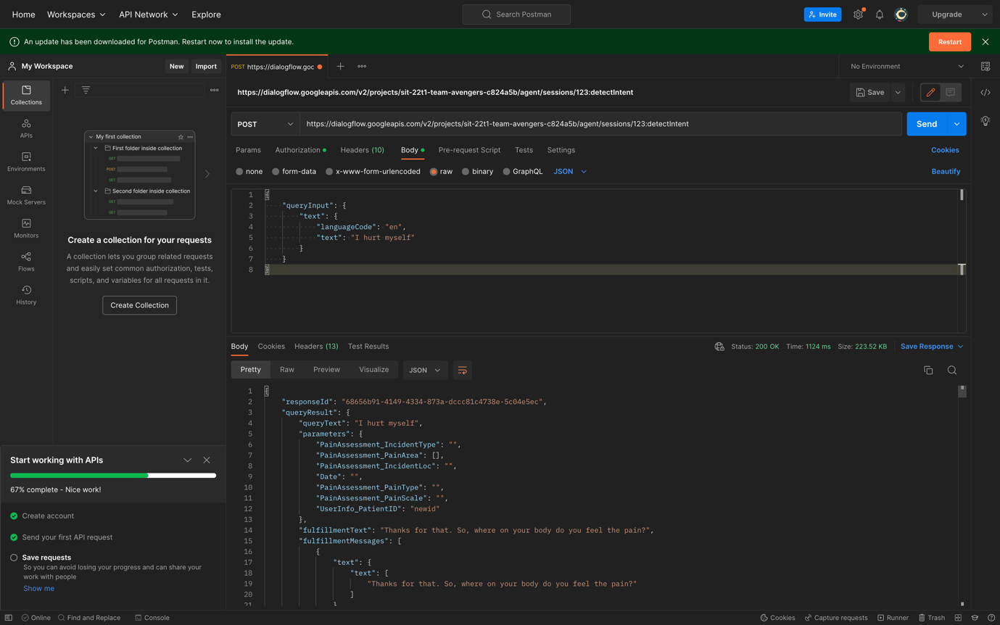 Home Workspaces API Network Explore Search Postman Invite Upgrade
An update has been downloaded for Postman. Restart now to install the update. Restart
My Workspace New Import POST https://dialogflow.goc No Environment
Collections
APIs
Environments
Mock Servers
Monitors
Flows
History
My first collection
First folder inside collection
GET
POST
GET
Second folder inside collection
GET
GET
Create a collection for your requests
A collection lets you group related requests
and easily set common authorization, tests,
scripts, and variables for all requests in it.
Create Collection
Start working with APIs
67% complete - Nice work!
Create account
Send your first API request
Save requests
So you can avoid losing your progress and can share your
work with people
Show me
https://dialogflow.googleapis.com/v2/projects/sit-22t1-team-avengers-c824a5b/agent/sessions/123:detectIntent Save
POST https://dialogflow.googleapis.com/v2/projects/sit-22t1-team-avengers-c824a5b/agent/sessions/123:detectIntent Send
Params Authorization Headers (10) Body Pre-request Script Tests Settings Cookies
none form-data x-www-form-urlencoded raw binary GraphQL JSON Beautify
1 {
2 "queryInput": {
3 "text": {
4 "languageCode": "en",
5 "text": "I hurt myself"
6 }
7 }
8 }
Body Cookies Headers (13) Test Results Status: 200 OK Time: 1124 ms Size: 223.52 KB Save Response
Pretty Raw Preview Visualize JSON
1 {
2 "responseId": "68656b91-4149-4334-873a-dccc81c4738e-5c04e5ec",
3 "queryResult": {
4 "queryText": "I hurt myself",
5 "parameters": {
6 "PainAssessment_IncidentType": "",
7 "PainAssessment_PainArea": [],
8 "PainAssessment_IncidentLoc": "",
9 "Date": "",
10 "PainAssessment_PainType": "",
11 "PainAssessment_PainScale": "",
12 "UserInfo_PatientID": "newid"
13 },
14 "fulfillmentText": "Thanks for that. So, where on your body do you feel the pain?",
15 "fulfillmentMessages": [
16 {
17 "text": {
18 "text": [
19 "Thanks for that. So, where on your body do you feel the pain?"
20 ]
21 }
Online Find and Replace Console Cookies Capture requests Runner Trash